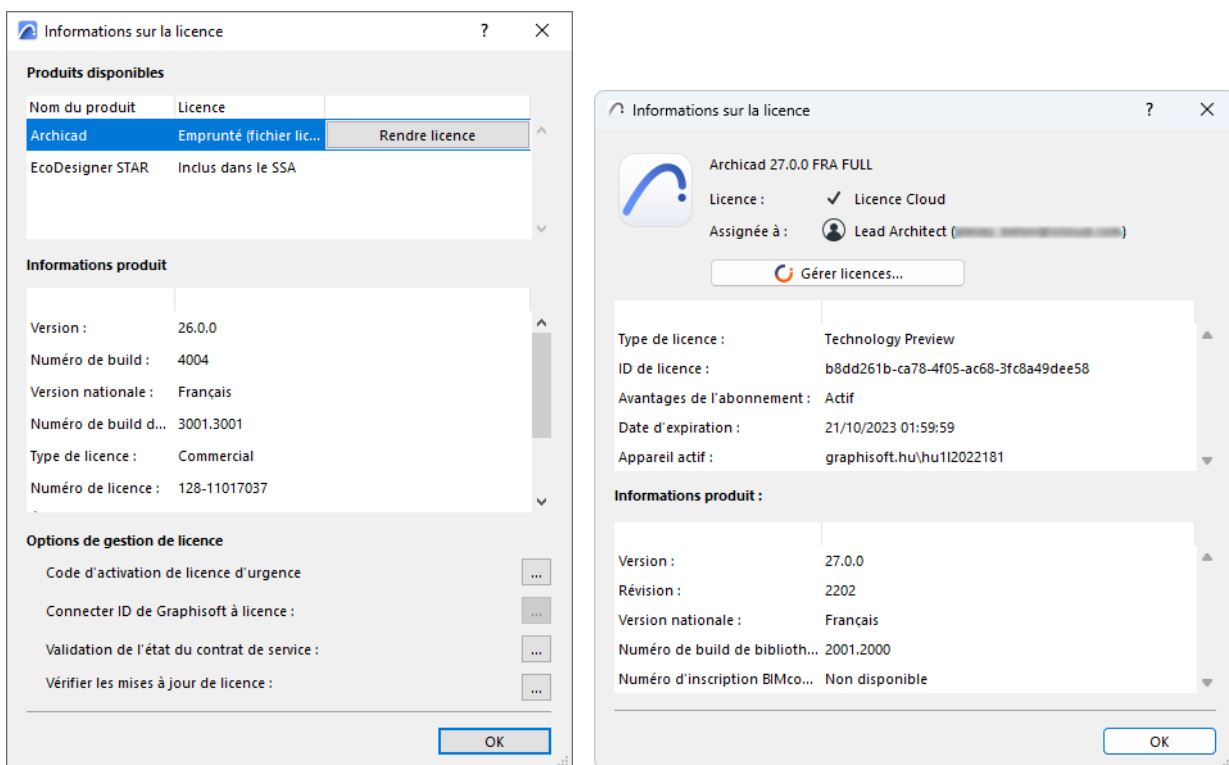 Informations sur la licence
?
Produits disponibles
Nom du produit Licence
Archicad Emprunté (fichier lic... Rendre licence
EcoDesigner STAR Inclus dans le SSA
Informations produit
Version : 26.0.0
Numéro de build : 4004
Version nationale : Français
Numéro de build d... 3001.3001
Type de licence : Commercial
Numéro de licence : 128-11017037
Options de gestion de licence
Code d'activation de licence d'urgence ...
Connecter ID de Graphisoft à licence : ...
Validation de l'état du contrat de service : ...
Vérifier les mises à jour de licence : ...
OK
Informations sur la licence
?
Archicad 27.0.0 FRA FULL
Licence : Licence Cloud
Assignée à : Lead Architect ( )
Gérer licences...
Type de licence : Technology Preview
ID de licence : b8dd261b-ca78-4f05-ac68-3fc8a49dee58
Avantages de l'abonnement : Actif
Date d'expiration : 21/10/2023 01:59:59
Appareil actif : graphisoft.hu\hu1l2022181
Informations produit :
Version : 27.0.0
Révision : 2202
Version nationale : Français
Numéro de build de biblioth... 2001.2000
Numéro d'inscription BIMco... Non disponible
OK